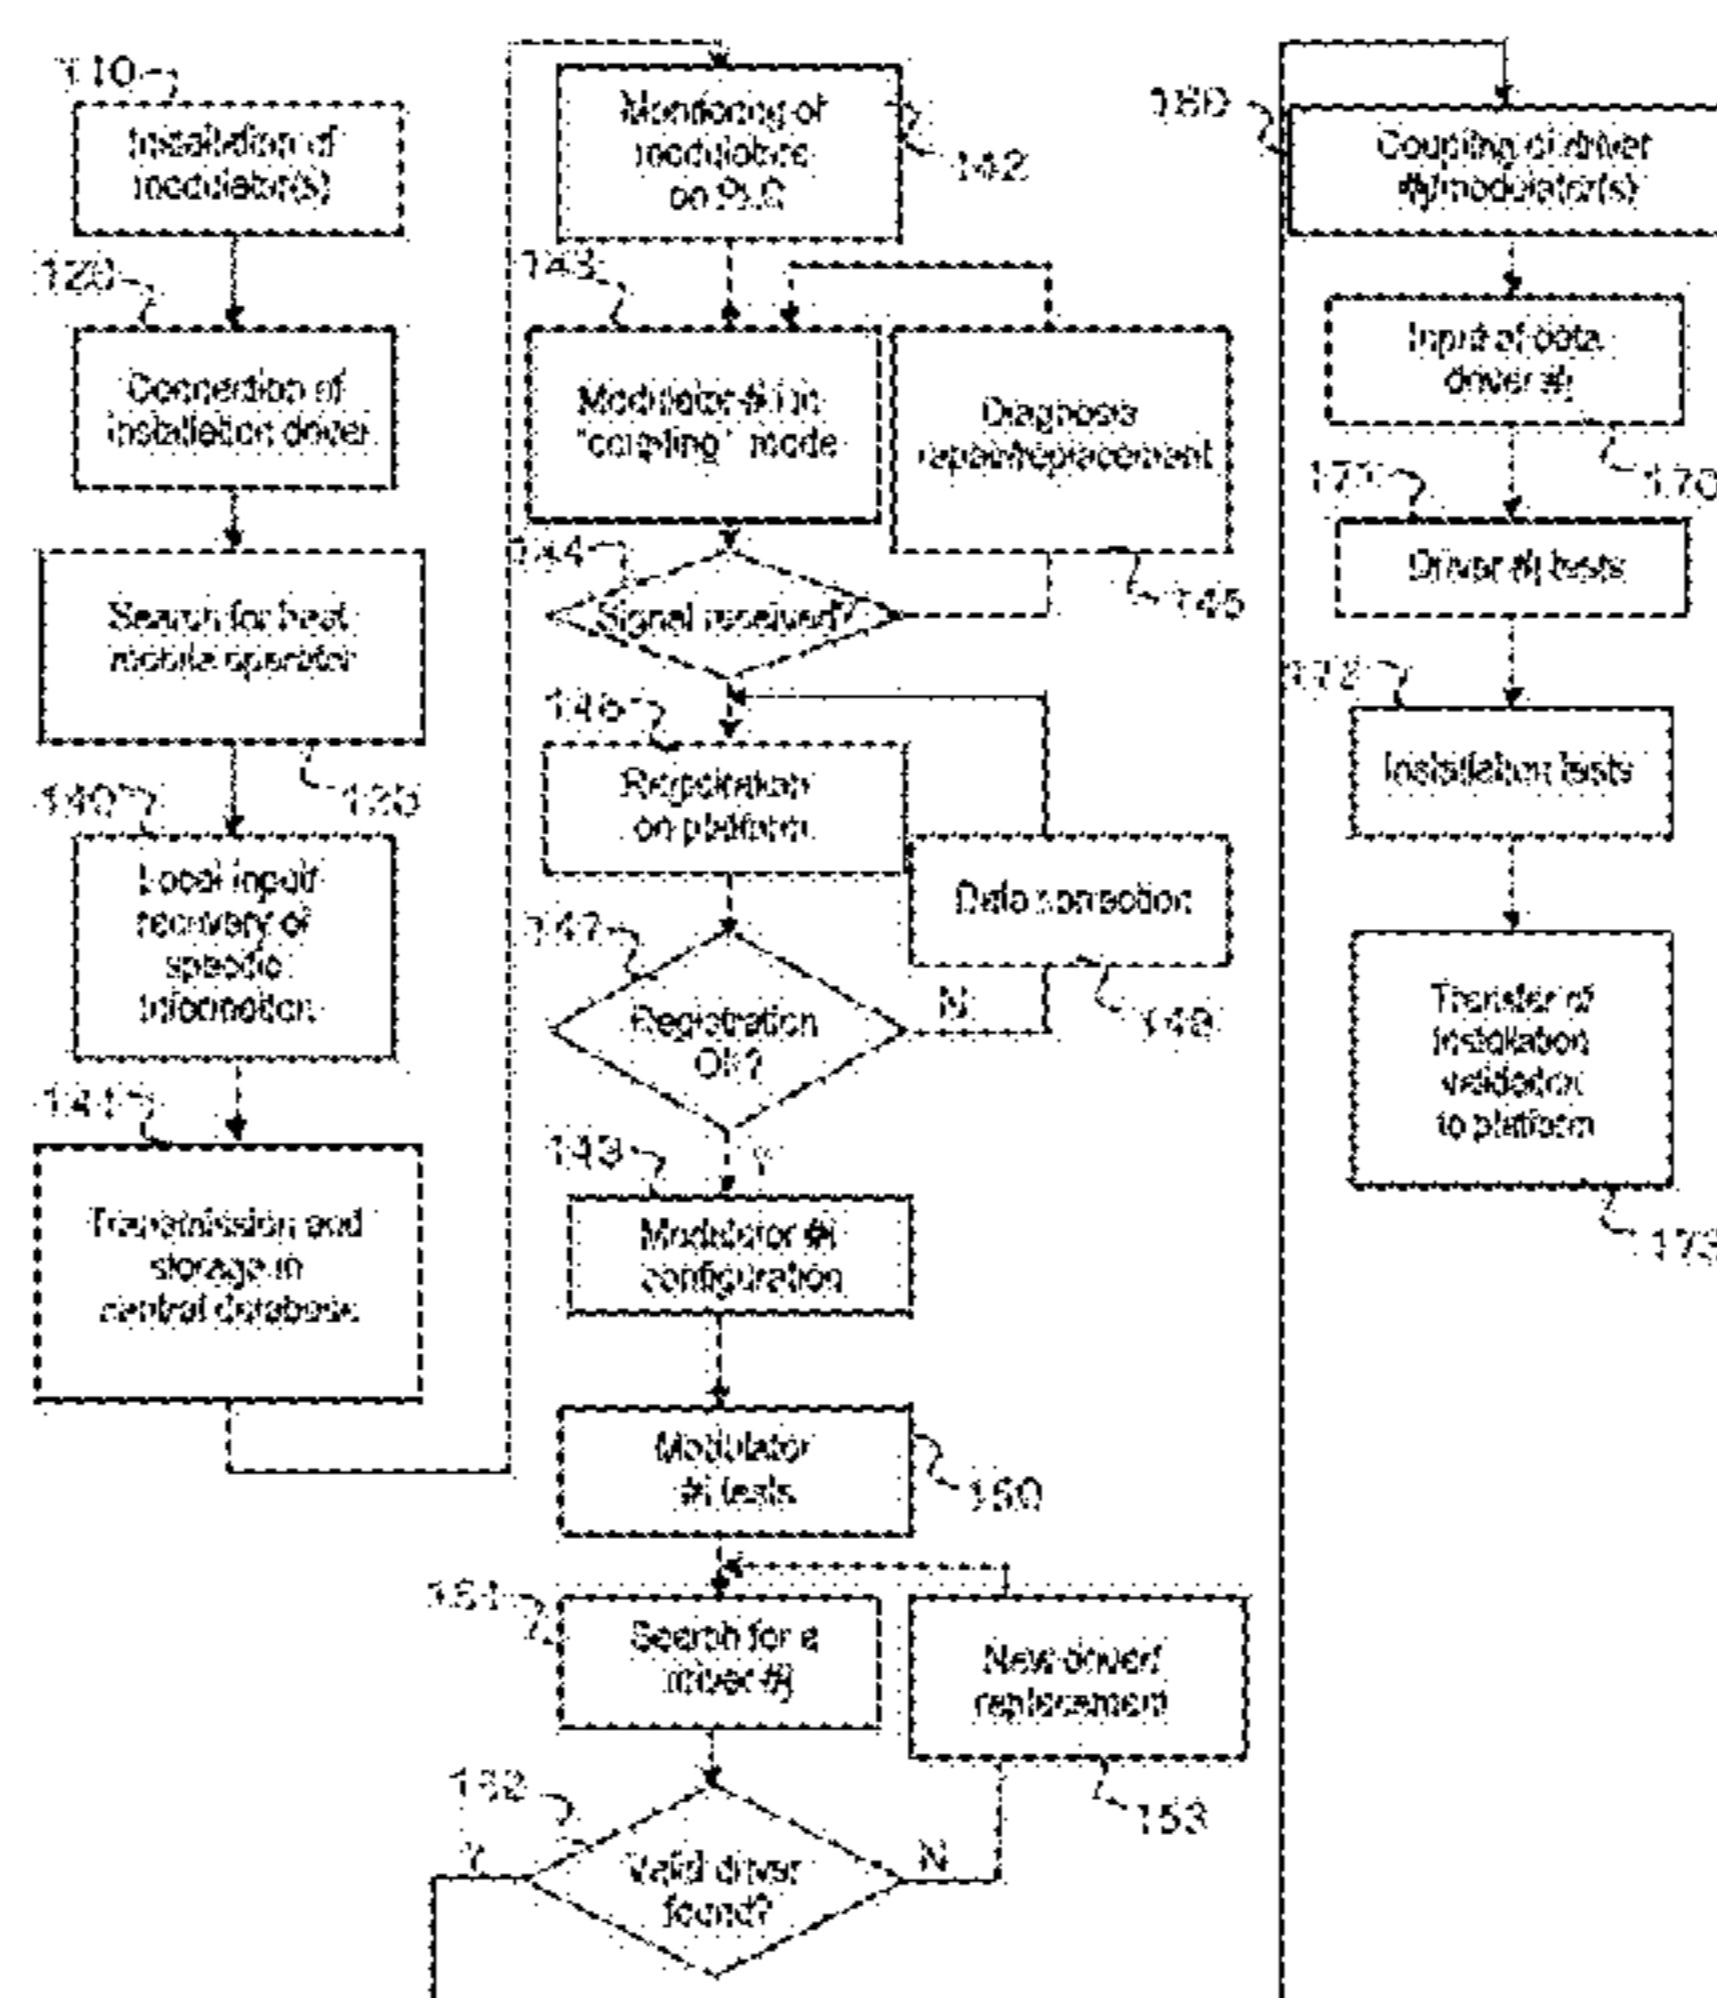 110
Installation of
modulator(s)
120
Connection of
installation driver
Search for best
mobile operator
130
140
Local input/
recovery of
specific
information
141
Transmission and
storage in
central database
Monitoring of
modulators
on PLC
142
143
Modulator #i in
"coupling" mode
Diagnosis
repair/replacement
144
Signal received?
145
146
Registration
on platform
Data correction
147
Registration
OK?
N
148
149
Y
Modulator #i
configuration
Modulator
#i tests
150
151
Search for a
driver #j
New driver/
replacement
152
153
Y
Valid driver
found?
N
160
Coupling of driver
#j/modulator(s)
Input of data
driver #j
170
171
Driver #j tests
172
Installation tests
Transfer of
installation
validation
to platform
173